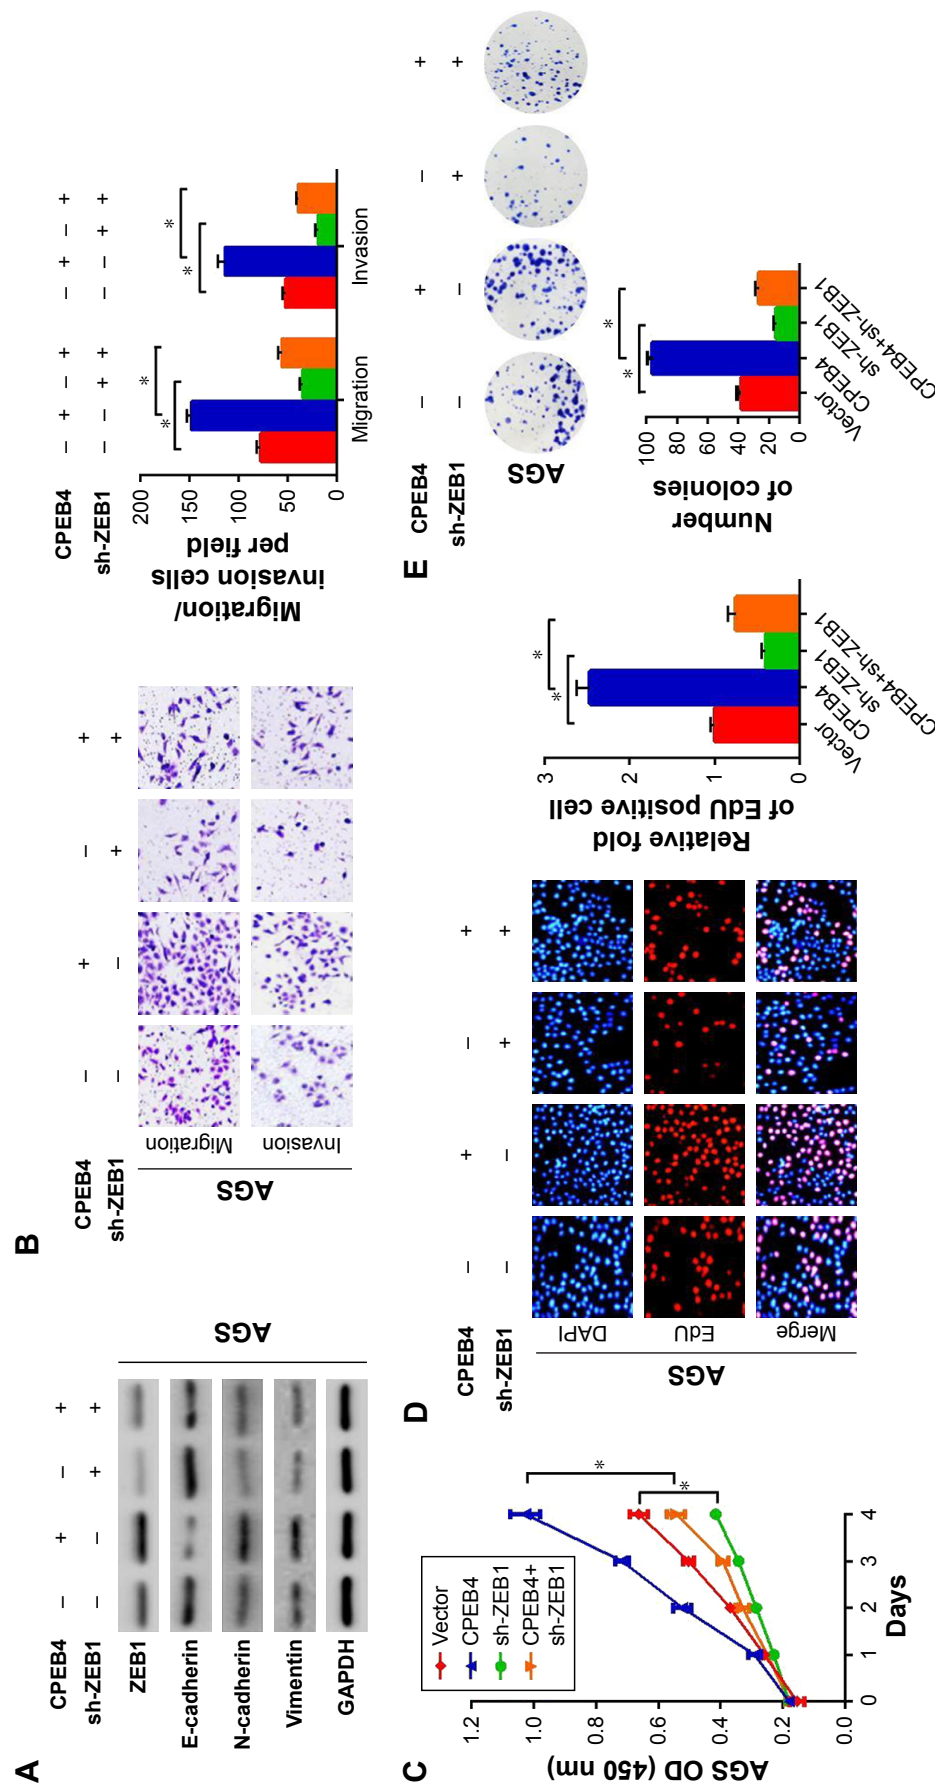 A
CPEB4 – + – +
sh-ZEB1 – – + +
ZEB1
E-cadherin
N-cadherin
Vimentin
GAPDH
AGS
B
CPEB4 – + – +
sh-ZEB1 – – + +
AGS
Migration
Invasion
CPEB4 – + – + – + – +
sh-ZEB1 – – + + – – + +
Migration/
invasion cells
per field
200
150
100
50
0
* * * *
Migration Invasion
C
AGS OD (450 nm)
1.2
1.0
0.8
0.6
0.4
0.2
0.0
Vector
CPEB4
sh-ZEB1
CPEB4+
sh-ZEB1
* *
0 1 2 3 4
Days
D
CPEB4 – + – +
sh-ZEB1 – – + +
AGS
DAPI
EdU
Merge
Relative fold
of EdU positive cell
3
2
1
0
* *
Vector
CPEB4
sh-ZEB1
CPEB4+sh-ZEB1
E
CPEB4 – + – +
sh-ZEB1 – – + +
AGS
Number
of colonies
100
80
60
40
20
0
* *
Vector
CPEB4
sh-ZEB1
CPEB4+sh-ZEB1